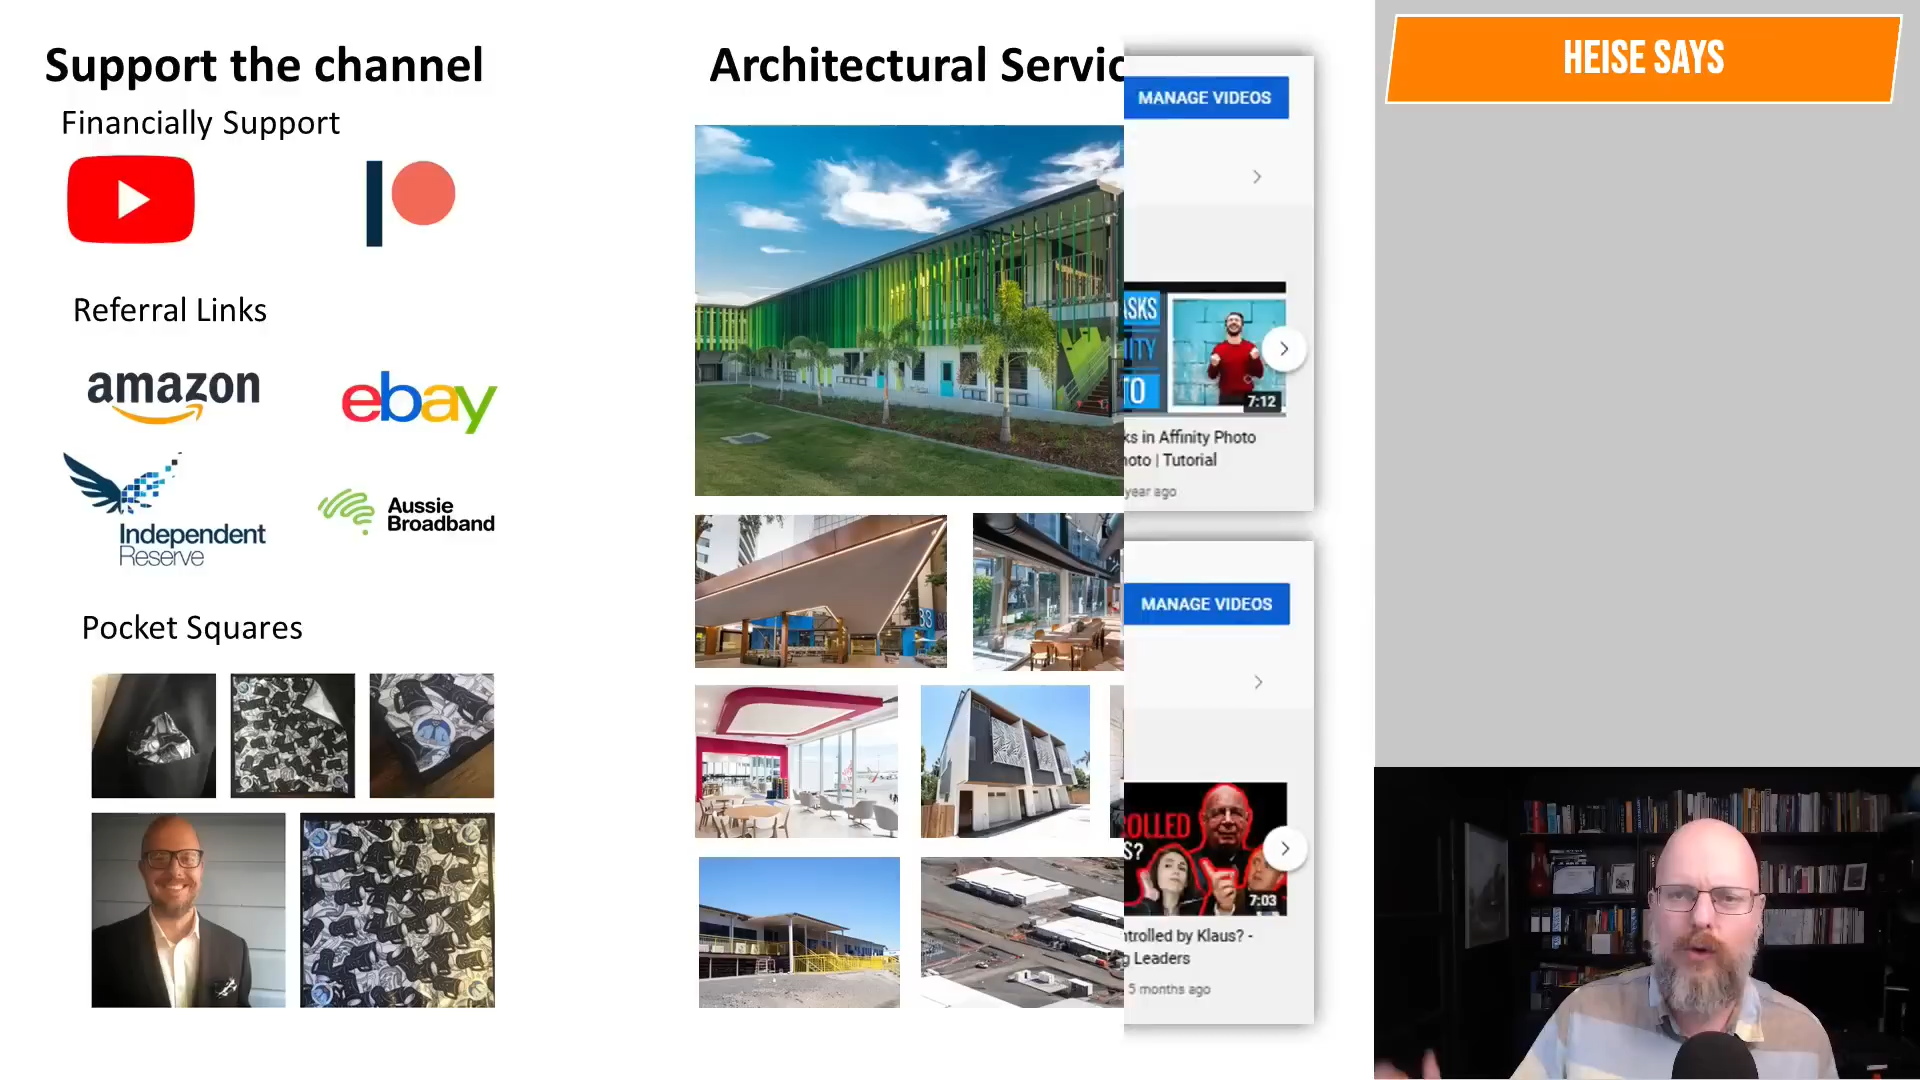 Support the channel
Financially Support
Referral Links
amazon
ebay
Independent
Reserve
Aussie
Broadband
Pocket Squares
Architectural Servic
MANAGE VIDEOS
ASKS
ITY
TO
7:12
ks in Affinity Photo
hoto | Tutorial
year ago
MANAGE VIDEOS
OLLED
S?
7:03
ntrolled by Klaus? -
g Leaders
5 months ago
HEISE SAYS